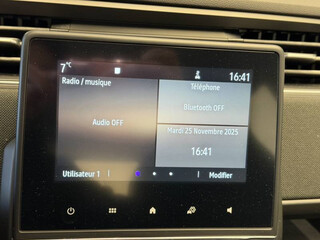 7°C
16:41
Radio / musique
Téléphone
Bluetooth OFF
Audio OFF
Mardi 25 Novembre 2025
16:41
Utilisateur 1
Modifier